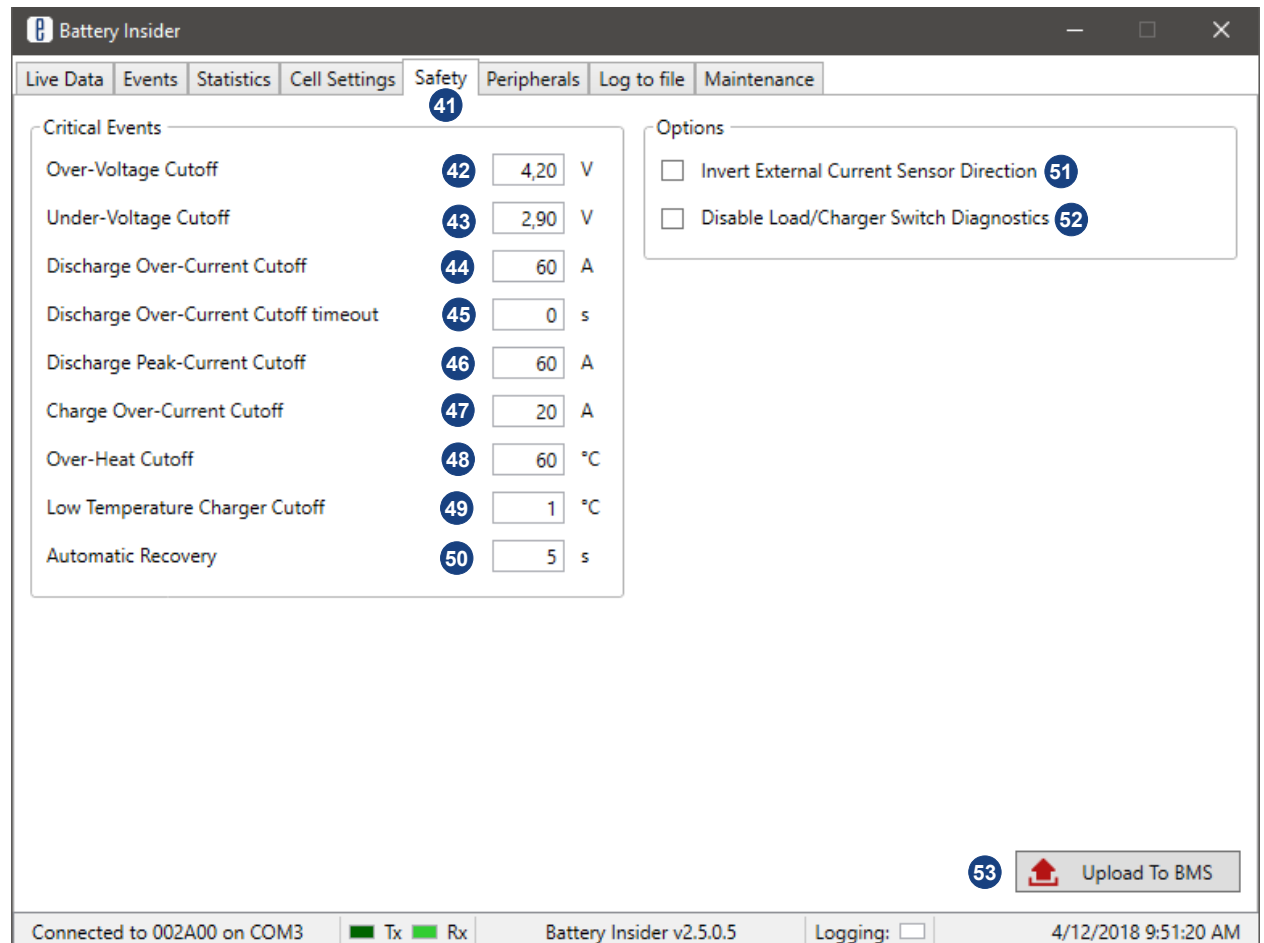 Battery Insider
Live Data Events Statistics Cell Settings Safety Peripherals Log to file Maintenance
41
Critical Events
Over-Voltage Cutoff 42 4,20 V
Under-Voltage Cutoff 43 2,90 V
Discharge Over-Current Cutoff 44 60 A
Discharge Over-Current Cutoff timeout 45 0 s
Discharge Peak-Current Cutoff 46 60 A
Charge Over-Current Cutoff 47 20 A
Over-Heat Cutoff 48 60 °C
Low Temperature Charger Cutoff 49 1 °C
Automatic Recovery 50 5 s
Options
Invert External Current Sensor Direction 51
Disable Load/Charger Switch Diagnostics 52
53 Upload To BMS
Connected to 002A00 on COM3 Tx Rx Battery Insider v2.5.0.5 Logging: 4/12/2018 9:51:20 AM